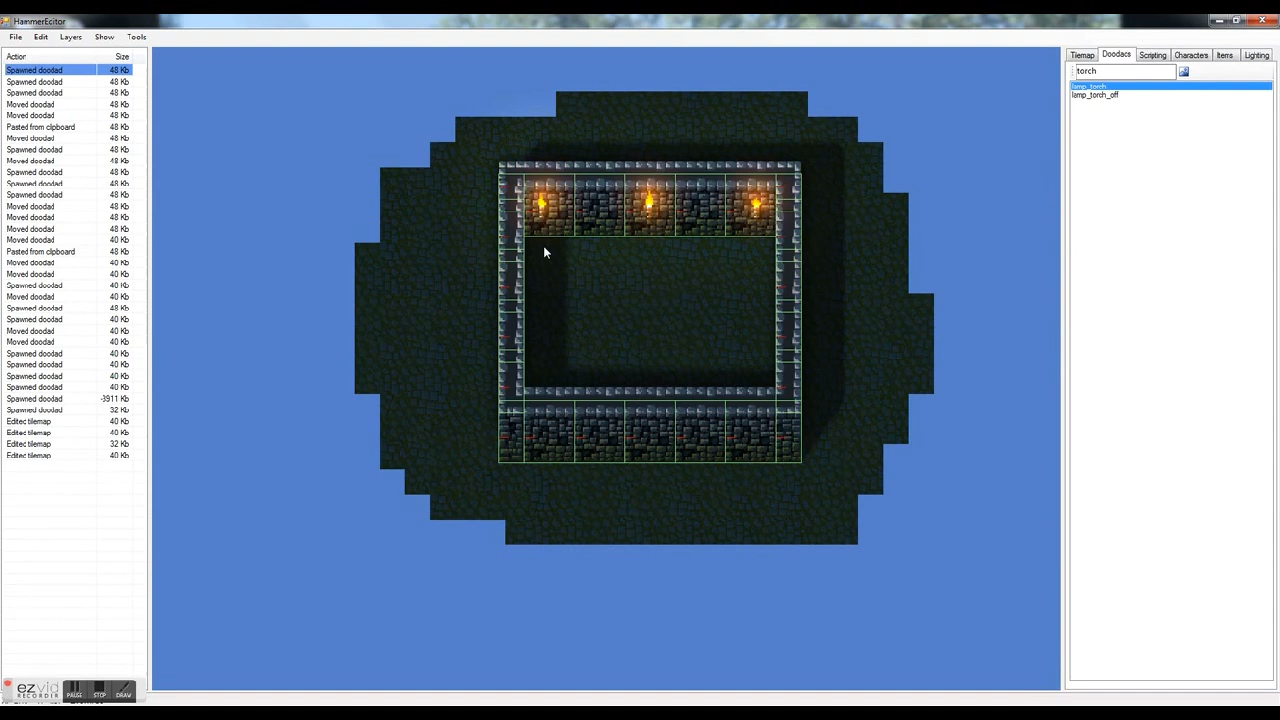 HammerEditor
File Edit Layers Show Tools
Action Size
Spawned doodad 48 Kb
Spawned doodad 48 Kb
Spawned doodad 48 Kb
Moved doodad 48 Kb
Moved doodad 48 Kb
Pasted from clipboard 48 Kb
Moved doodad 48 Kb
Spawned doodad 48 Kb
Moved doodad 48 Kb
Spawned doodad 48 Kb
Spawned doodad 48 Kb
Spawned doodad 48 Kb
Moved doodad 48 Kb
Moved doodad 48 Kb
Moved doodad 48 Kb
Moved doodad 40 Kb
Pasted from clipboard 48 Kb
Moved doodad 40 Kb
Moved doodad 40 Kb
Spawned doodad 40 Kb
Moved doodad 40 Kb
Spawned doodad 48 Kb
Spawned doodad 40 Kb
Moved doodad 40 Kb
Moved doodad 40 Kb
Spawned doodad 40 Kb
Spawned doodad 40 Kb
Spawned doodad 40 Kb
Spawned doodad 40 Kb
Spawned doodad -3911 Kb
Spawned doodad 32 Kb
Edited tilemap 40 Kb
Edited tilemap 40 Kb
Edited tilemap 32 Kb
Edited tilemap 40 Kb
Tilemap Doodads Scripting Characters Items Lighting
torch
lamp_torch
lamp_torch_off
ezvid
RECORDER
PAUSE STOP DRAW